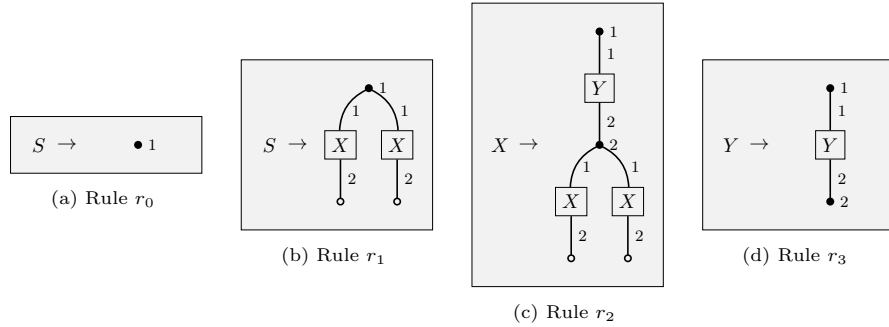 S → 1
(a) Rule r₀
1
1 1
S → X X
2 2
(b) Rule r₁
1
1
Y
2
X → 2
1 1
X X
2 2
(c) Rule r₂
1
1
Y → Y
2
2
(d) Rule r₃